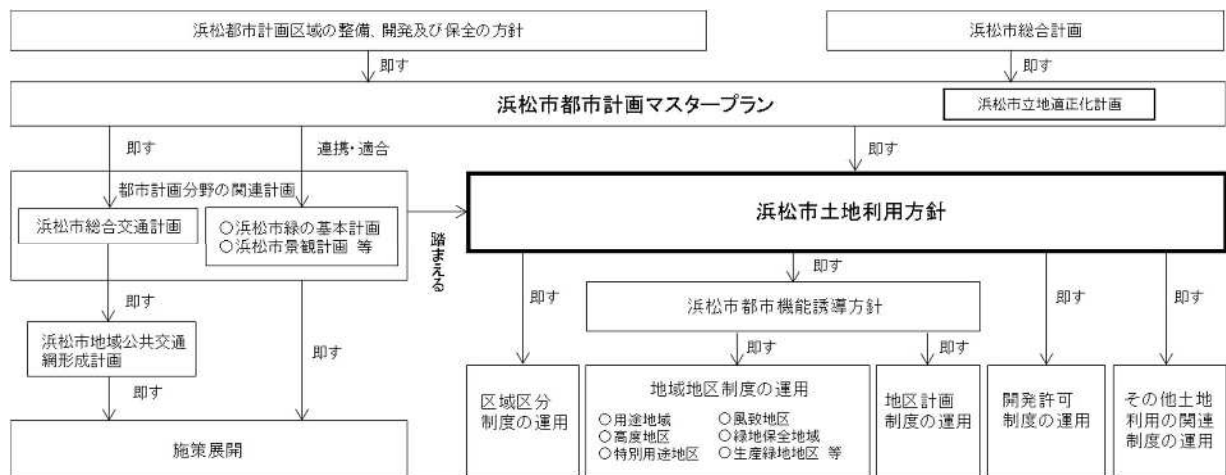 浜松都市計画区域の整備、開発及び保全の方針
浜松市総合計画
即す
即す
浜松市都市計画マスタープラン
浜松市立地適正化計画
即す
連携・適合
即す
都市計画分野の関連計画
浜松市総合交通計画
○浜松市緑の基本計画
○浜松市景観計画 等
踏まえる
浜松市土地利用方針
即す
即す
即す
即す
即す
浜松市都市機能誘導方針
浜松市地域公共交通
網形成計画
即す
即す
即す
即す
区域区分
制度の運用
地域地区制度の運用
○用途地域
○風致地区
○高度地区
○緑地保全地域
○特別用途地区
○生産緑地地区 等
地区計画
制度の運用
開発許可
制度の運用
その他土地
利用の関連
制度の運用
施策展開